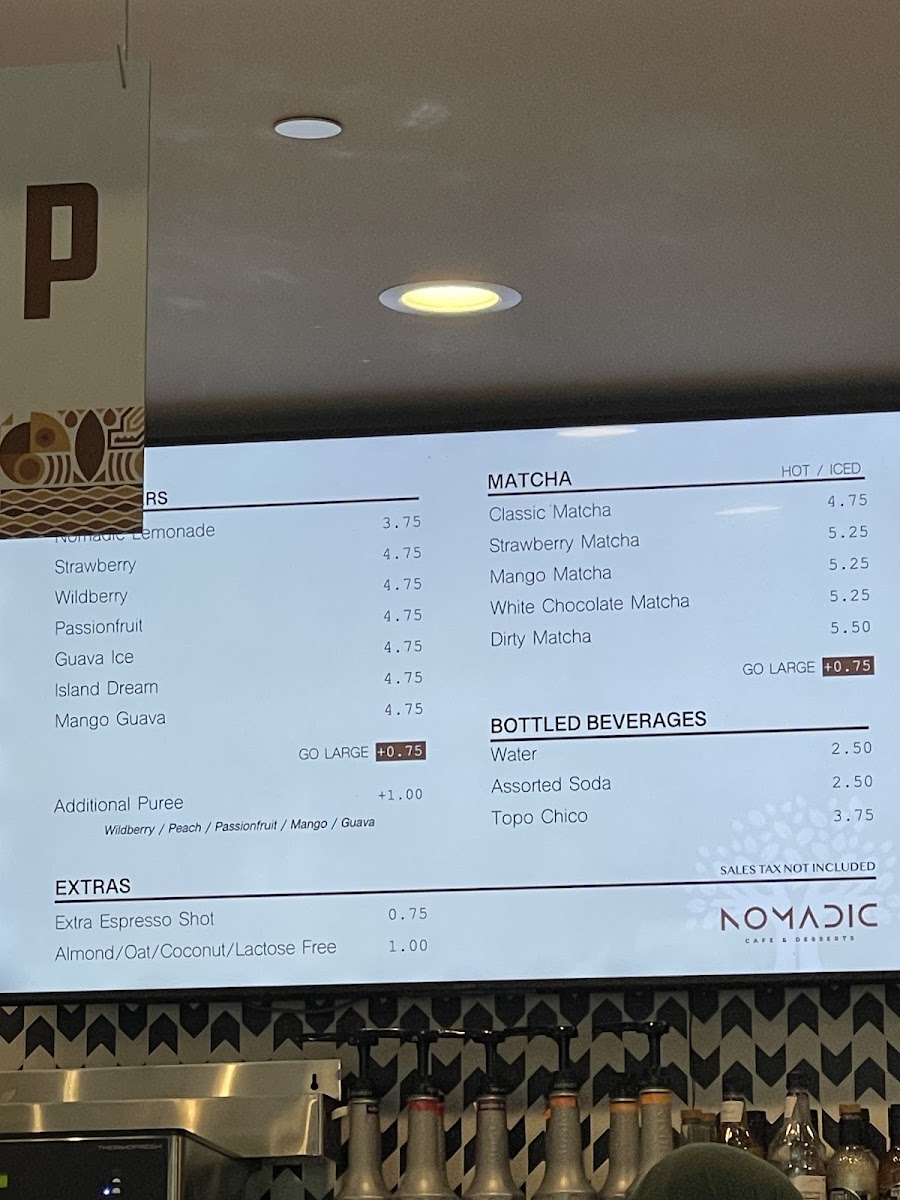 P
RS
Nomadic Lemonade 3.75
Strawberry 4.75
Wildberry 4.75
Passionfruit 4.75
Guava Ice 4.75
Island Dream 4.75
Mango Guava 4.75
GO LARGE +0.75
Additional Puree +1.00
Wildberry / Peach / Passionfruit / Mango / Guava
MATCHA HOT / ICED
Classic Matcha 4.75
Strawberry Matcha 5.25
Mango Matcha 5.25
White Chocolate Matcha 5.25
Dirty Matcha 5.50
GO LARGE +0.75
BOTTLED BEVERAGES
Water 2.50
Assorted Soda 2.50
Topo Chico 3.75
EXTRAS
Extra Espresso Shot 0.75
Almond/Oat/Coconut/Lactose Free 1.00
SALES TAX NOT INCLUDED
NOMADIC
CAFE & DESSERTS